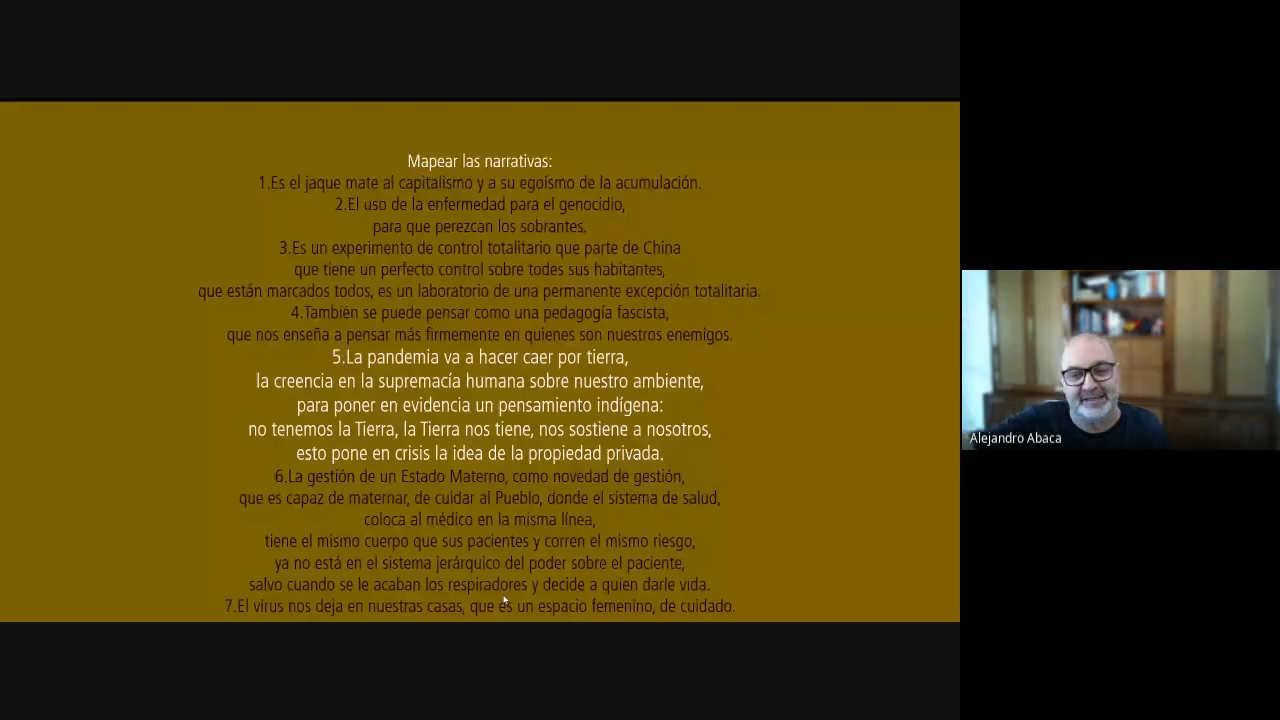 Mapear las narrativas:
1.Es el jaque mate al capitalismo y a su egoísmo de la acumulación.
2.El uso de la enfermedad para el genocidio,
para que perezcan los sobrantes,
3.Es un experimento de control totalitario que parte de China
que tiene un perfecto control sobre todes sus habitantes,
que están marcados todos, es un laboratorio de una permanente excepción totalitaria.
4.También se puede pensar como una pedagogía fascista,
que nos enseña a pensar más firmemente en quienes son nuestros enemigos.
5.La pandemia va a hacer caer por tierra,
la creencia en la supremacía humana sobre nuestro ambiente,
para poner en evidencia un pensamiento indígena:
no tenemos la Tierra, la Tierra nos tiene, nos sostiene a nosotros,
esto pone en crisis la idea de la propiedad privada.
6.La gestión de un Estado Materno, como novedad de gestión,
que es capaz de maternar, de cuidar al Pueblo, donde el sistema de salud,
coloca al médico en la misma línea,
tiene el mismo cuerpo que sus pacientes y corren el mismo riesgo,
ya no está en el sistema jerárquico del poder sobre el paciente,
salvo cuando se le acaban los respiradores y decide a quien darle vida.
7.El virus nos deja en nuestras casas, que es un espacio femenino, de cuidado.
Alejandro Abaca